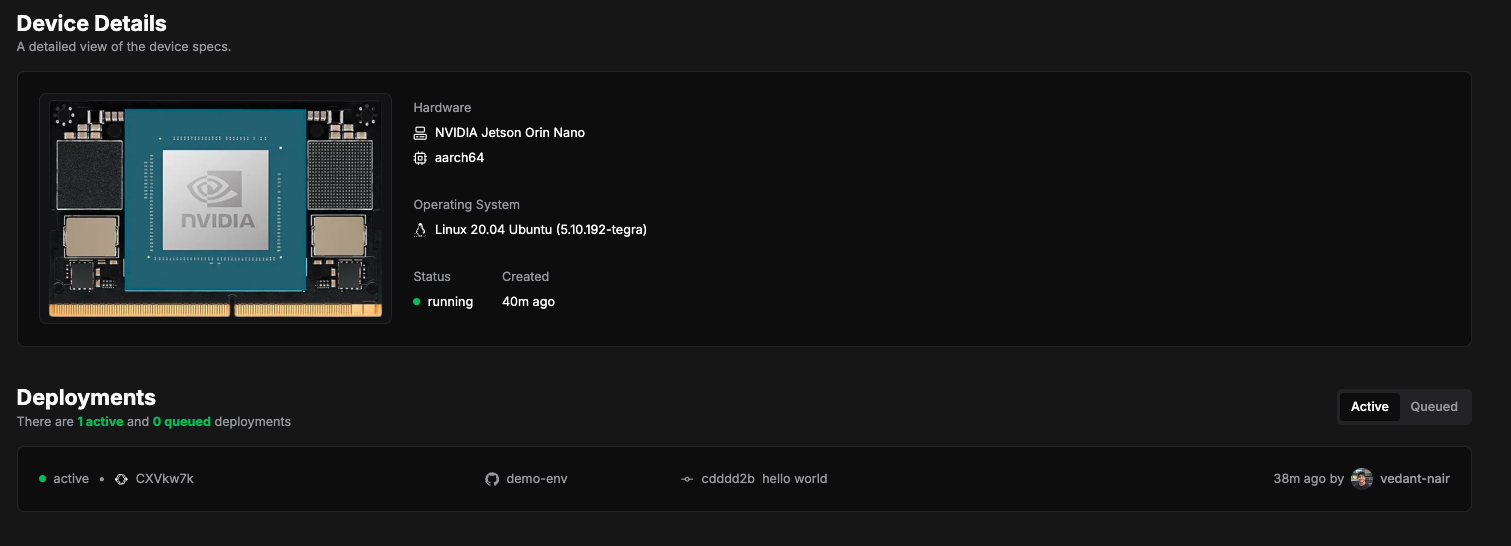 Device Details
A detailed view of the device specs.
NVIDIA
Hardware
NVIDIA Jetson Orin Nano
aarch64
Operating System
Linux 20.04 Ubuntu (5.10.192-tegra)
Status Created
running 40m ago
Deployments
There are 1 active and 0 queued deployments
Active Queued
active • CXVkw7k demo-env cdddd2b hello world 38m ago by vedant-nair